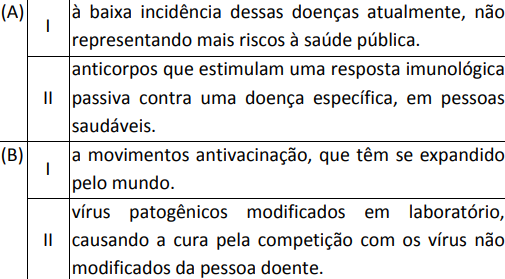 (A) I à baixa incidência dessas doenças atualmente, não
representando mais riscos à saúde pública.
II anticorpos que estimulam uma resposta imunológica
passiva contra uma doença específica, em pessoas
saudáveis.
(B) I a movimentos antivacinação, que têm se expandido
pelo mundo.
II vírus patogênicos modificados em laboratório,
causando a cura pela competição com os vírus não
modificados da pessoa doente.